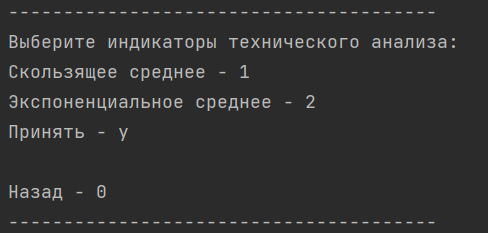 ---------------------------------------
Выберите индикаторы технического анализа:
Скользящее среднее - 1
Экспоненциальное среднее - 2
Принять - y
Назад - 0
---------------------------------------